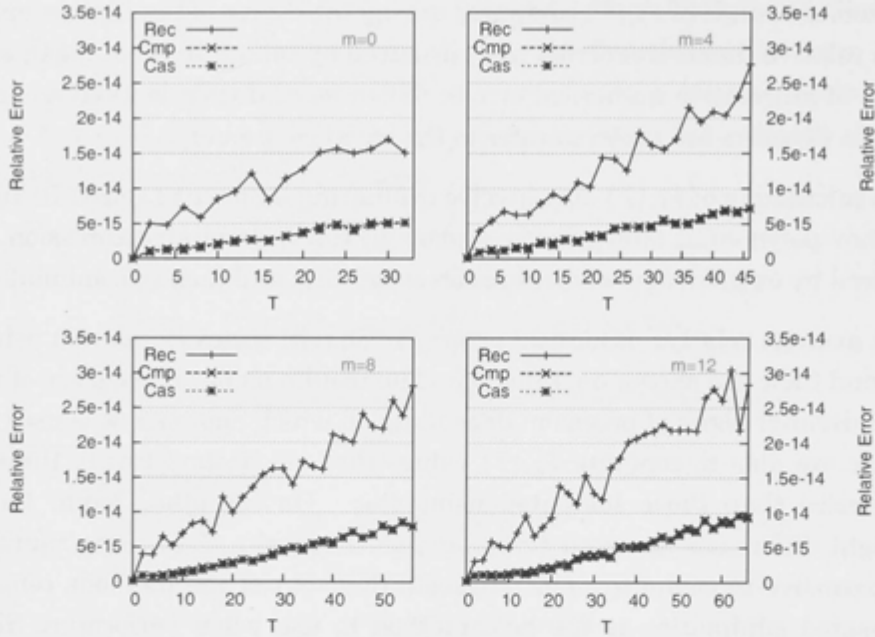 3.5e-14
3e-14
2.5e-14
2e-14
1.5e-14
1e-14
5e-15
0
Relative Error
Rec
Cmp
Cas
m=0
0 5 10 15 20 25 30
T
3.5e-14
3e-14
2.5e-14
2e-14
1.5e-14
1e-14
5e-15
0
Relative Error
Rec
Cmp
Cas
m=4
0 5 10 15 20 25 30 35 40 45
T
3.5e-14
3e-14
2.5e-14
2e-14
1.5e-14
1e-14
5e-15
0
Relative Error
Rec
Cmp
Cas
m=8
0 10 20 30 40 50
T
3.5e-14
3e-14
2.5e-14
2e-14
1.5e-14
1e-14
5e-15
0
Relative Error
Rec
Cmp
Cas
m=12
0 10 20 30 40 50 60
T